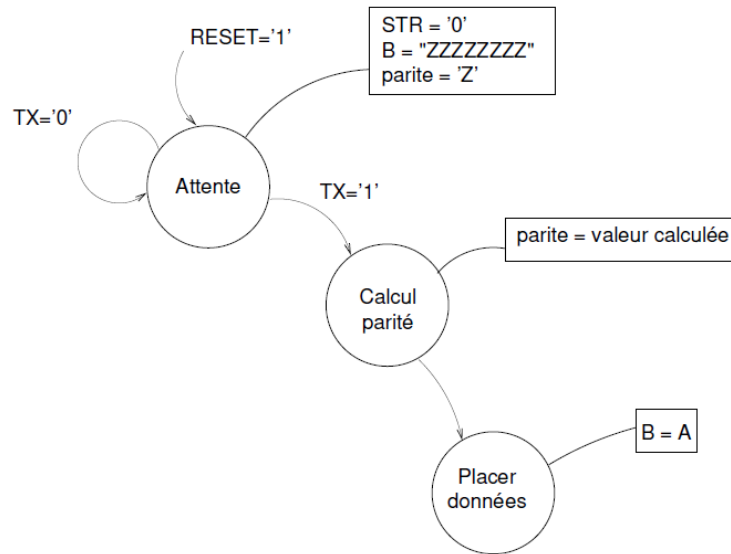 STR = '0'
B = "ZZZZZZZZ"
parite = 'Z'
RESET='1'
TX='0'
Attente
TX='1'
parite = valeur calculée
Calcul
parité
B = A
Placer
données